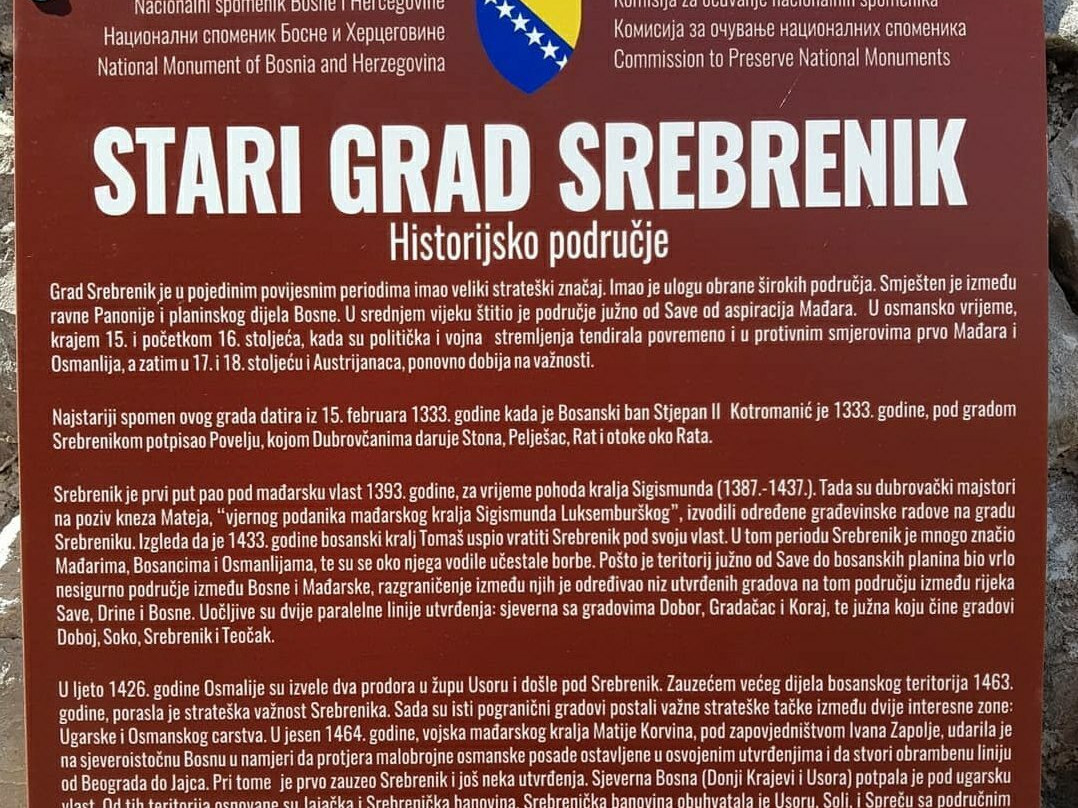 Nacionalni spomenik Bosne i Hercegovine
Национални споменик Босне и Херцеговине
National Monument of Bosnia and Herzegovina
Komisija za očuvanje nacionalnih spomenika
Комисија за очување националних споменика
Commission to Preserve National Monuments
STARI GRAD SREBRENIK
Historijsko područje
Grad Srebrenik je u pojedinim povijesnim periodima imao veliki strateški značaj. Imao je ulogu obrane širokih područja. Smješten je između
ravne Panonije i planinskog dijela Bosne. U srednjem vijeku štitio je područje južno od Save od aspiracija Mađara. U osmansko vrijeme,
krajem 15. i početkom 16. stoljeća, kada su politička i vojna stremljenja tendirala povremeno i u protivnim smjerovima prvo Mađara i
Osmanlija, a zatim u 17. i 18. stoljeću i Austrijanaca, ponovno dobija na važnosti.
Najstariji spomen ovog grada datira iz 15. februara 1333. godine kada je Bosanski ban Stjepan II Kotromanić je 1333. godine, pod gradom
Srebrenikom potpisao Povelju, kojom Dubrovčanima daruje Stona, Pelješac, Rat i otoke oko Rata.
Srebrenik je prvi put pao pod mađarsku vlast 1393. godine, za vrijeme pohoda kralja Sigismunda (1387.-1437.). Tada su dubrovački majstori
na poziv kneza Mateja, “vjernog podanika mađarskog kralja Sigismunda Luksemburškog”, izvodili određene građevinske radove na gradu
Srebreniku. Izgleda da je 1433. godine bosanski kralj Tomaš uspio vratiti Srebrenik pod svoju vlast. U tom periodu Srebrenik je mnogo značio
Mađarima, Bosancima i Osmanlijama, te su se oko njega vodile učestale borbe. Pošto je teritorij južno od Save do bosanskih planina bio vrlo
nesigurno područje između Bosne i Mađarske, razgraničenje između njih je određivao niz utvrđenih gradova na tom području između rijeka
Save, Drine i Bosne. Uočljive su dvije paralelne linije utvrđenja: sjeverna sa gradovima Dobor, Gradačac i Koraj, te južna koju čine gradovi
Doboj, Soko, Srebrenik i Teočak.
U ljeto 1426. godine Osmalije su izvele dva prodora u župu Usoru i došle pod Srebrenik. Zauzećem većeg dijela bosanskog teritorija 1463.
godine, porasla je strateška važnost Srebrenika. Sada su isti pogranični gradovi postali važne strateške tačke između dvije interesne zone:
Ugarske i Osmanskog carstva. U jesen 1464. godine, vojska mađarskog kralja Matije Korvina, pod zapovjedništvom Ivana Zapolje, udarila je
na sjeveroistočnu Bosnu u namjeri da protjera malobrojne osmanske posade ostavljene u osvojenim utvrđenjima i da stvori obrambenu liniju
od Beograda do Jajca. Pri tome je prvo zauzeo Srebrenik i još neka utvrđenja. Sjeverna Bosna (Donji Krajevi i Usora) potpala je pod ugarsku
vlast. Od tih teritorija osnovane su Jajačka i Srebrenička banovina. Srebrenička banovina obuhvatala je Usoru, Soli, i Spreču sa područnim